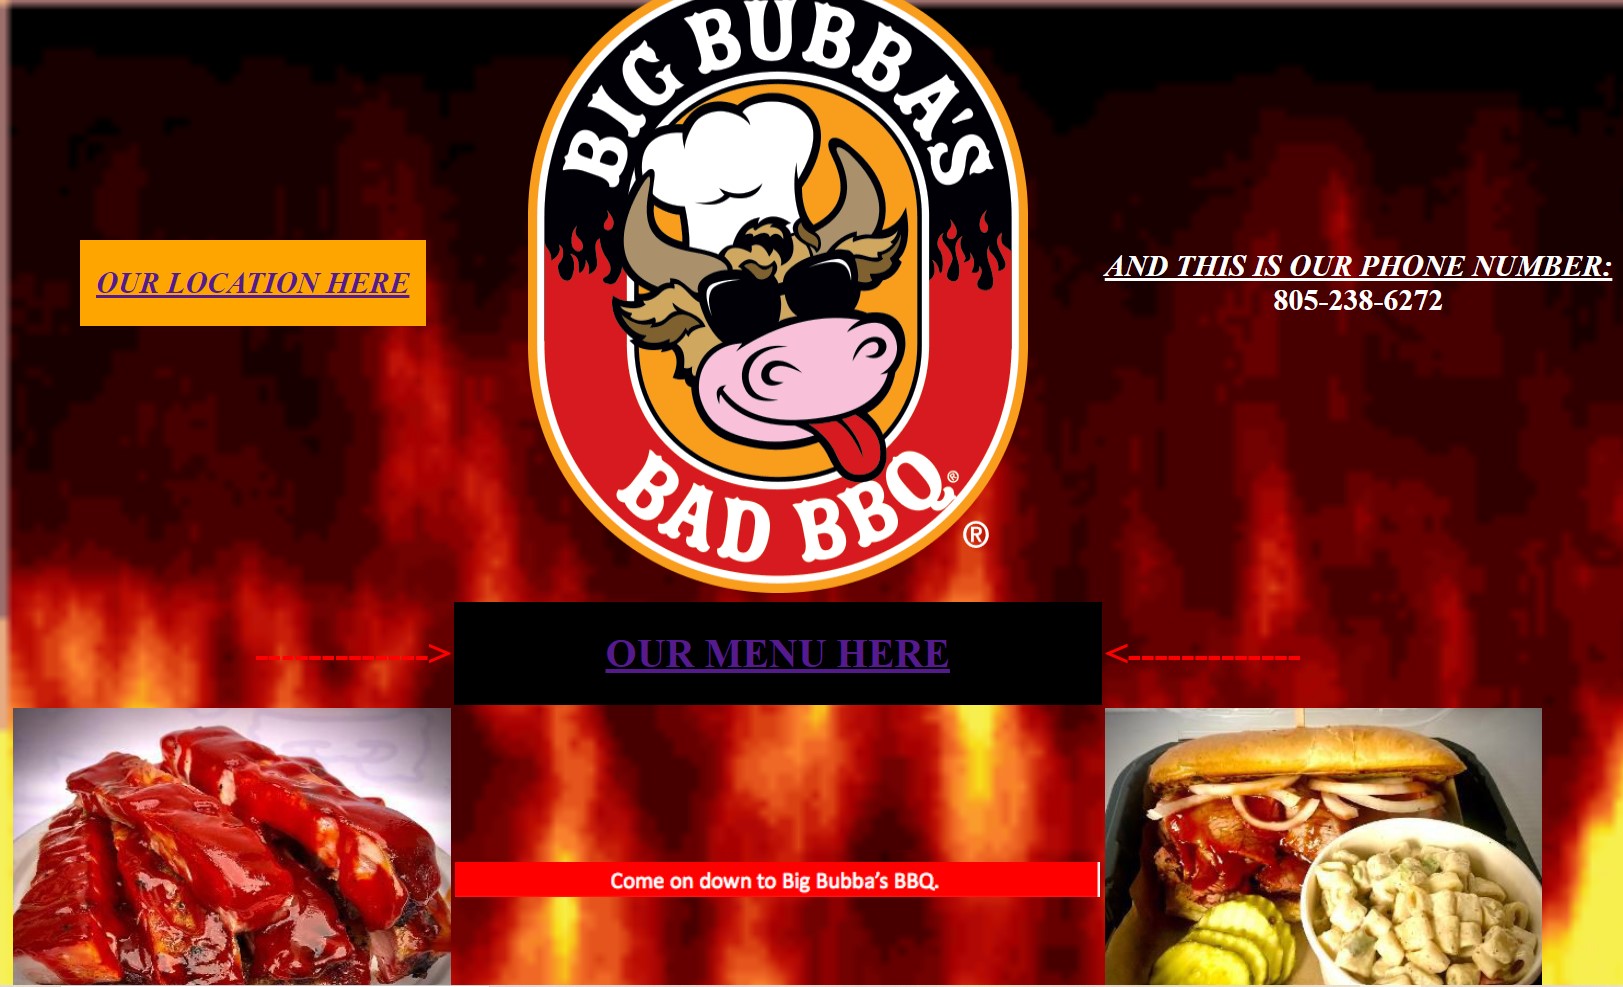 BIG BUBBA'S
BAD BBQ®
®
OUR LOCATION HERE
AND THIS IS OUR PHONE NUMBER:
805-238-6272
-------------> OUR MENU HERE <-------------
Come on down to Big Bubba’s BBQ.